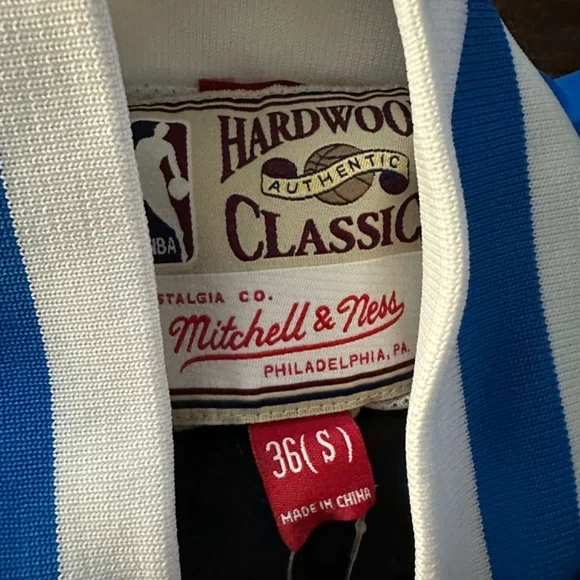 HARDWOO
AUTHENTIC
CLASSIC
NBA
STALGIA CO.
Mitchell & Ness
PHILADELPHIA, PA.
36(S)
MADE IN CHINA